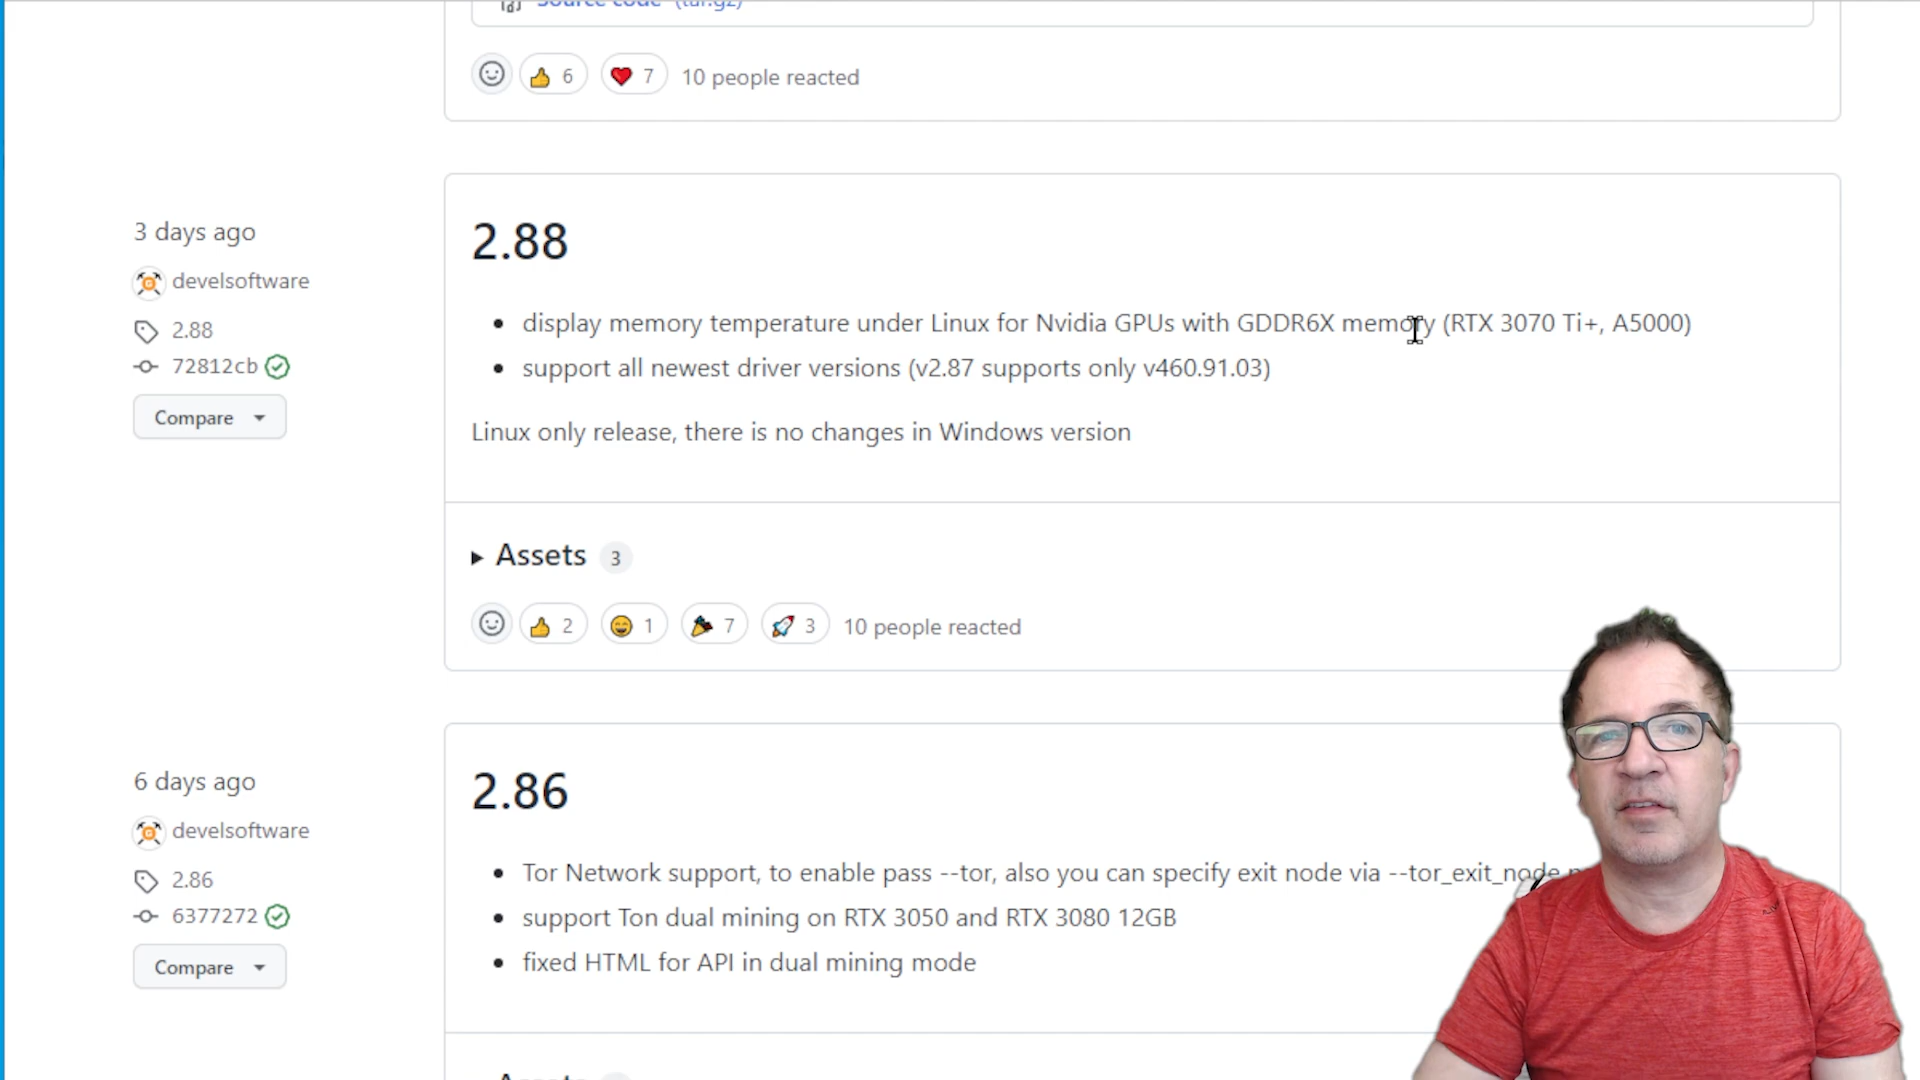 Source code (tar.gz)
6 7 10 people reacted
3 days ago
develsoftware
2.88
72812cb
Compare
2.88
display memory temperature under Linux for Nvidia GPUs with GDDR6X memory (RTX 3070 Ti+, A5000)
support all newest driver versions (v2.87 supports only v460.91.03)
Linux only release, there is no changes in Windows version
Assets 3
2 1 7 3 10 people reacted
6 days ago
develsoftware
2.86
6377272
Compare
2.86
Tor Network support, to enable pass --tor, also you can specify exit node via --tor_exit_node
support Ton dual mining on RTX 3050 and RTX 3080 12GB
fixed HTML for API in dual mining mode
Assets